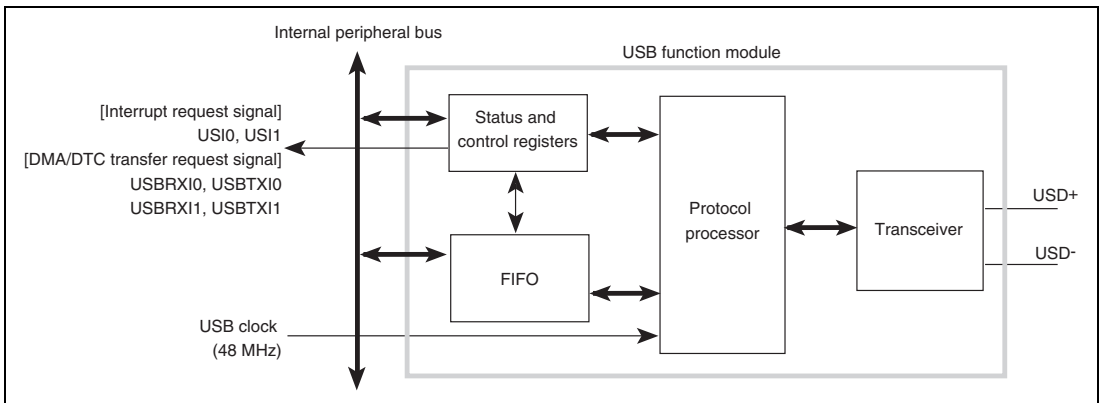 Internal peripheral bus
USB function module
[Interrupt request signal]
USI0, USI1
[DMA/DTC transfer request signal]
USBRXI0, USBTXI0
USBRXI1, USBTXI1
Status and
control registers
FIFO
Protocol
processor
Transceiver
USD+
USD-
USB clock
(48 MHz)